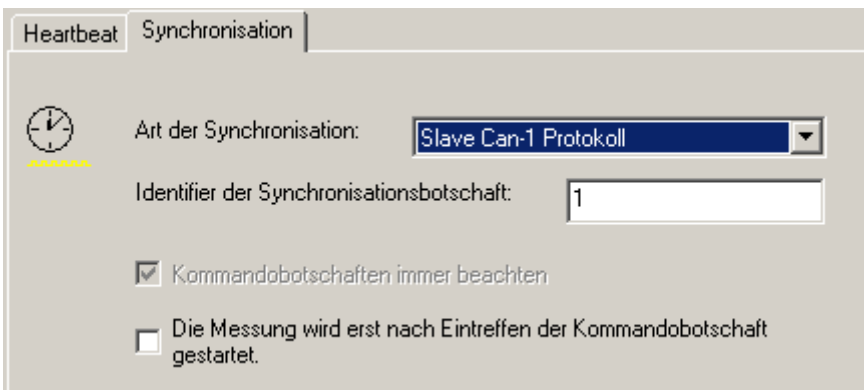 Heartbeat Synchronisation
Art der Synchronisation: Slave Can-1 Protokoll
Identifier der Synchronisationsbotschaft: 1
Kommandobotschaften immer beachten
Die Messung wird erst nach Eintreffen der Kommandobotschaft
gestartet.